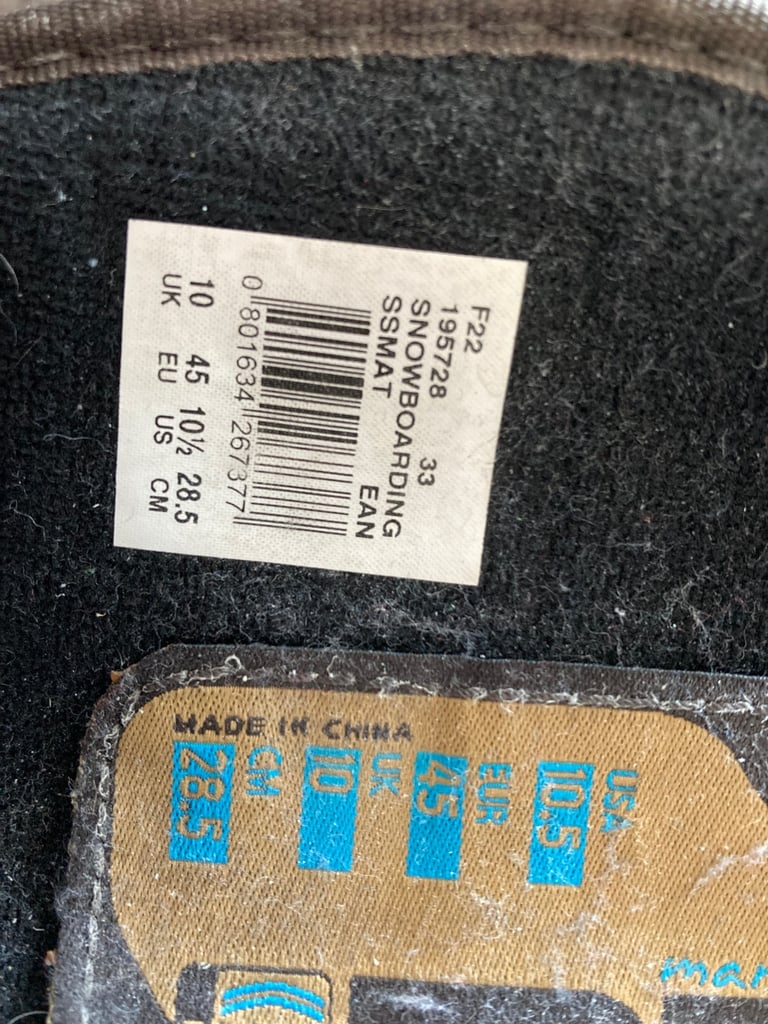 F22
195728 33
SNOWBOARDING
SSMAT EAN
0 801634 267377
10 45 10½ 28.5
UK EU US CM
USA
10.5
EUR
45
UK
10
CM
28.5
MADE IN CHINA